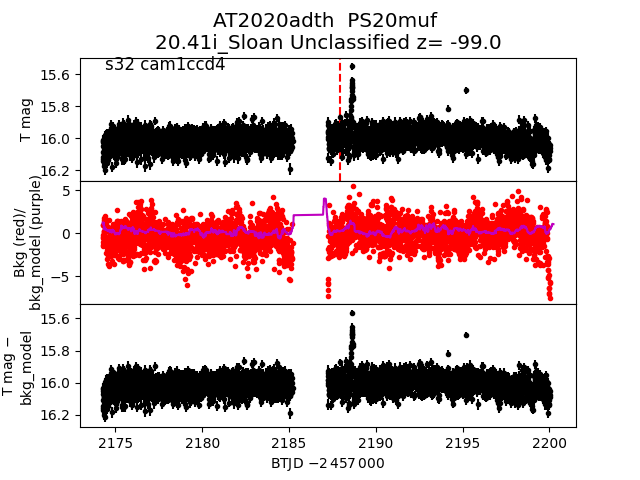 AT2020adth PS20muf
20.41i_Sloan Unclassified z= -99.0
s32 cam1ccd4
15.6
15.8
16.0
16.2
T mag
5
0
−5
Bkg (red)/
bkg_model (purple)
15.6
15.8
16.0
16.2
T mag −
bkg_model
2175
2180
2185
2190
2195
2200
BTJD −2 457 000